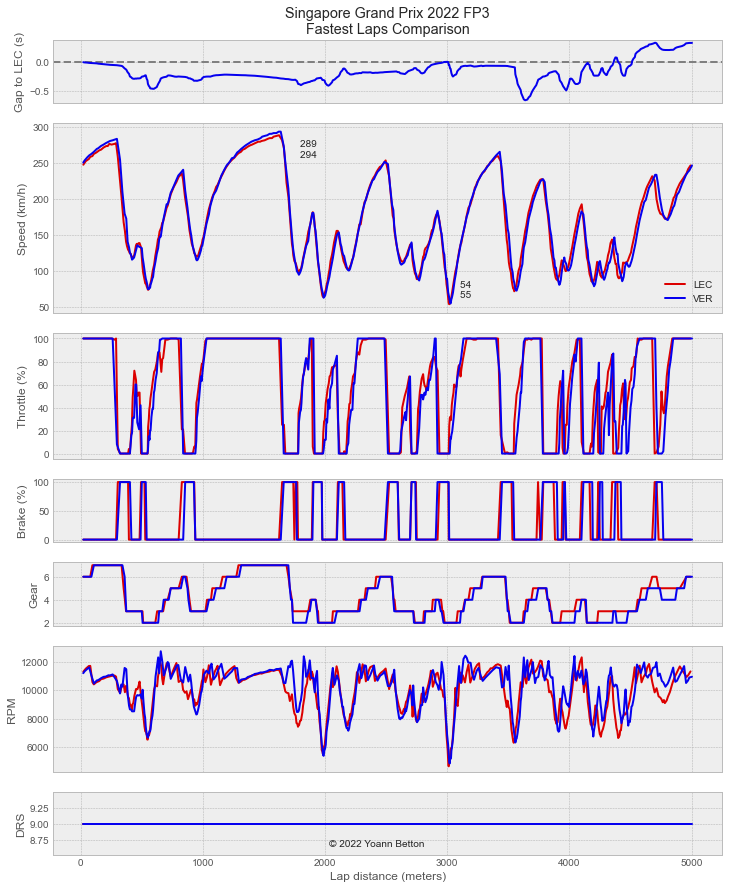 Singapore Grand Prix 2022 FP3
Fastest Laps Comparison
Gap to LEC (s)
0.0
−0.5
Speed (km/h)
300
250
200
150
100
50
289
294
54
55
LEC
VER
Throttle (%)
100
80
60
40
20
0
Brake (%)
100
50
0
Gear
6
4
2
RPM
12000
10000
8000
6000
DRS
9.25
9.00
8.75
© 2022 Yoann Betton
0 1000 2000 3000 4000 5000
Lap distance (meters)